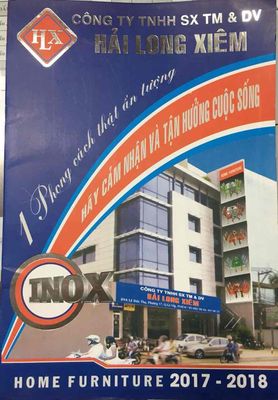 HLX
CÔNG TY TNHH SX TM & DV
HẢI LONG XIÊM
1 Phong cách thật ấn tượng
HÃY CẢM NHẬN VÀ TẬN HƯỞNG CUỘC SỐNG
HOME FURNITURE
CÔNG TY TNHH SX TM & DV
HẢI LONG XIÊM
INOX
HOME FURNITURE 2017 - 2018